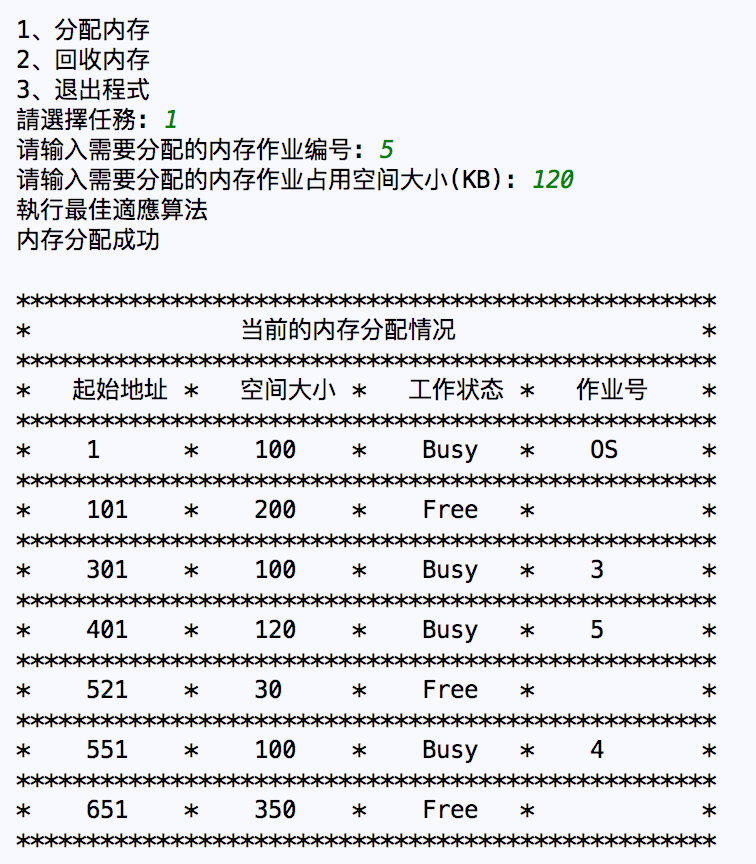 1、分配内存
2、回收内存
3、退出程式
請選擇任務: 1
请输入需要分配的内存作业编号: 5
请输入需要分配的内存作业占用空间大小(KB): 120
執行最佳適應算法
内存分配成功
**************************************************
* 当前的内存分配情况 *
**************************************************
* 起始地址 * 空间大小 * 工作状态 * 作业号 *
**************************************************
* 1 * 100 * Busy * OS *
**************************************************
* 101 * 200 * Free * *
**************************************************
* 301 * 100 * Busy * 3 *
**************************************************
* 401 * 120 * Busy * 5 *
**************************************************
* 521 * 30 * Free * *
**************************************************
* 551 * 100 * Busy * 4 *
**************************************************
* 651 * 350 * Free * *
**************************************************